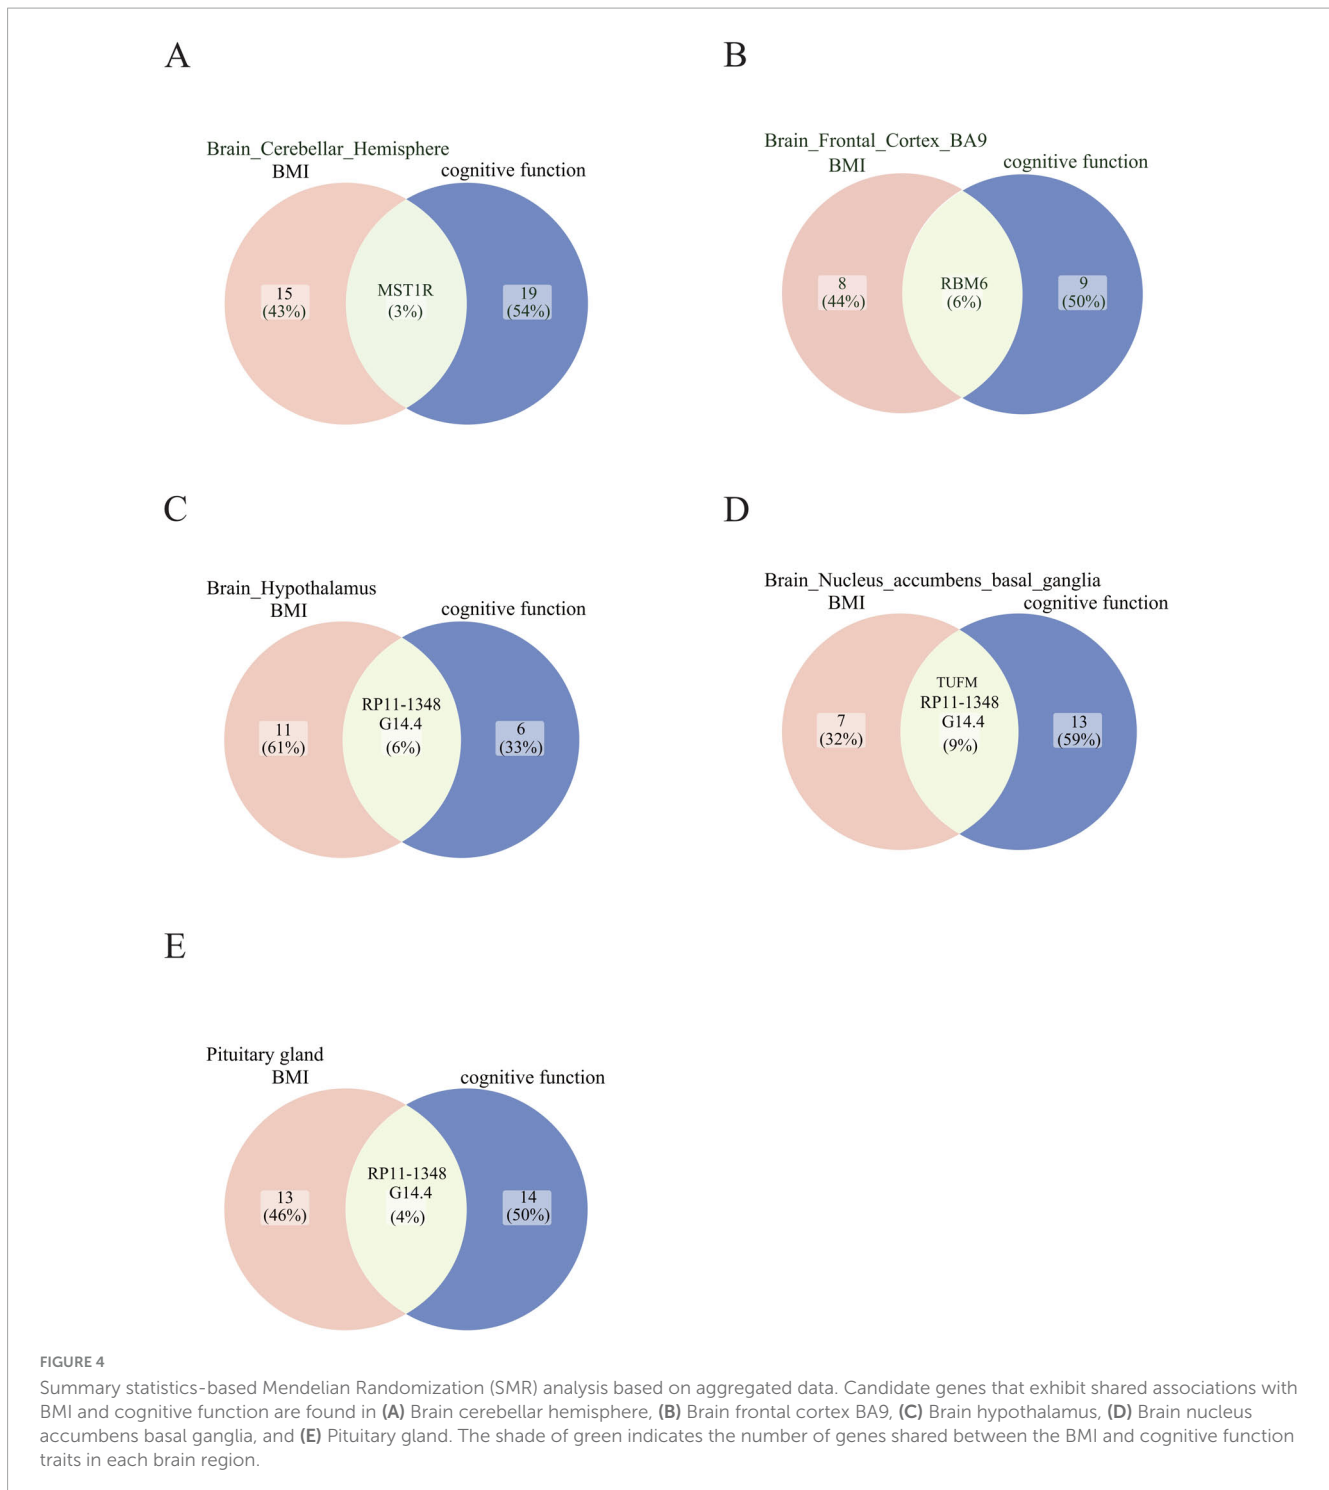 A
Brain_Cerebellar_Hemisphere
BMI
cognitive function
15
(43%)
MST1R
(3%)
19
(54%)
B
Brain_Frontal_Cortex_BA9
BMI
cognitive function
8
(44%)
RBM6
(6%)
9
(50%)
C
Brain_Hypothalamus
BMI
cognitive function
11
(61%)
RP11-1348
G14.4
(6%)
6
(33%)
D
Brain_Nucleus_accumbens_basal_ganglia
BMI
cognitive function
7
(32%)
TUFM
RP11-1348
G14.4
(9%)
13
(59%)
E
Pituitary gland
BMI
cognitive function
13
(46%)
RP11-1348
G14.4
(4%)
14
(50%)
FIGURE 4
Summary statistics-based Mendelian Randomization (SMR) analysis based on aggregated data. Candidate genes that exhibit shared associations with
BMI and cognitive function are found in (A) Brain cerebellar hemisphere, (B) Brain frontal cortex BA9, (C) Brain hypothalamus, (D) Brain nucleus
accumbens basal ganglia, and (E) Pituitary gland. The shade of green indicates the number of genes shared between the BMI and cognitive function
traits in each brain region.